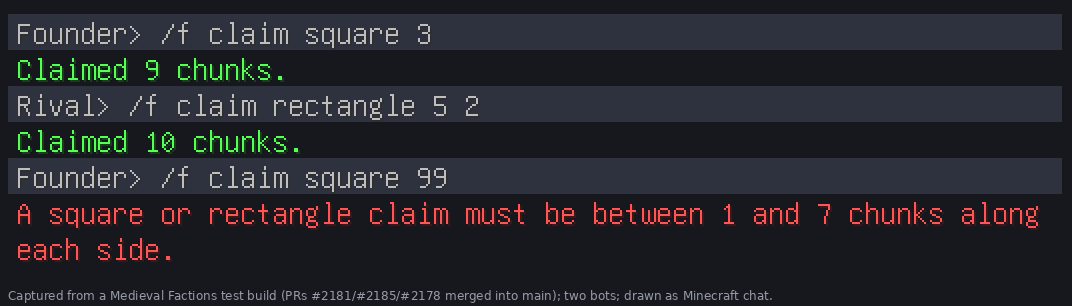 Founder> /f claim square 3
Claimed 9 chunks.
Rival> /f claim rectangle 5 2
Claimed 10 chunks.
Founder> /f claim square 99
A square or rectangle claim must be between 1 and 7 chunks along
each side.
Captured from a Medieval Factions test build (PRs #2181/#2185/#2178 merged into main); two bots; drawn as Minecraft chat.